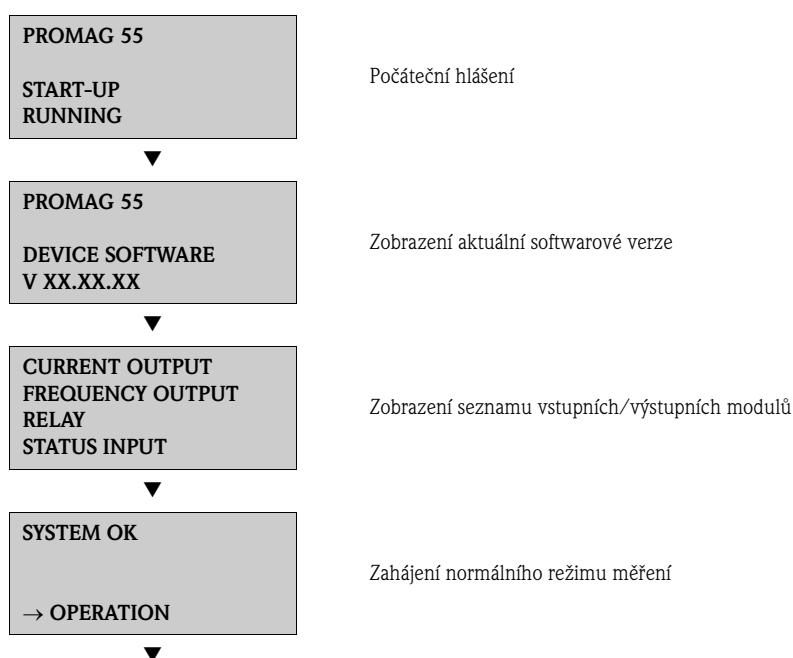 PROMAG 55
START-UP
RUNNING
Počáteční hlášení
▼
PROMAG 55
DEVICE SOFTWARE
V XX.XX.XX
Zobrazení aktuální softwarové verze
▼
CURRENT OUTPUT
FREQUENCY OUTPUT
RELAY
STATUS INPUT
Zobrazení seznamu vstupních/výstupních modulů
▼
SYSTEM OK
→ OPERATION
Zahájení normálního režimu měření
▼